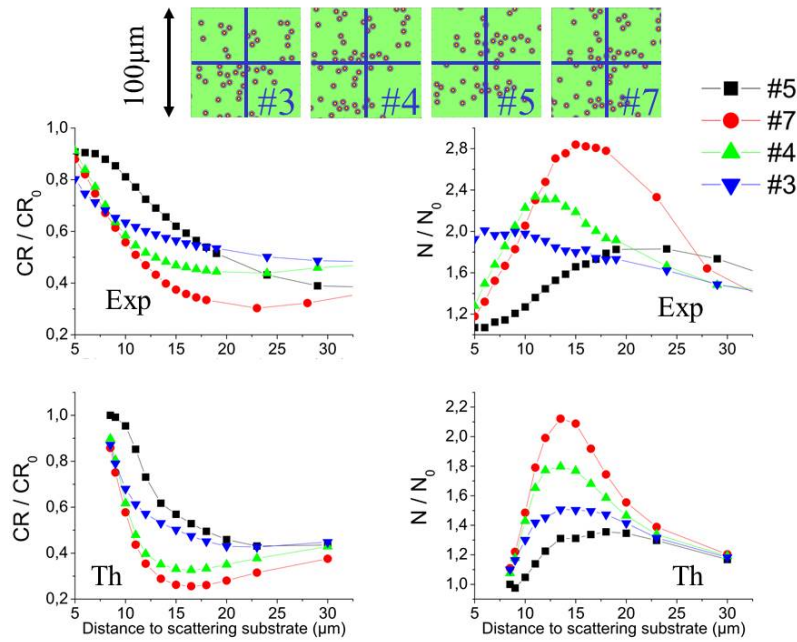 100μm
#3
#4
#5
#7
#5
#7
#4
#3
CR / CR0
1,0
0,8
0,6
0,4
0,2
Exp
5 10 15 20 25 30
N / N0
2,8
2,4
2,0
1,6
1,2
Exp
5 10 15 20 25 30
CR / CR0
1,0
0,8
0,6
0,4
0,2
Th
5 10 15 20 25 30
Distance to scattering substrate (μm)
N / N0
2,2
2,0
1,8
1,6
1,4
1,2
1,0
Th
5 10 15 20 25 30
Distance to scattering substrate (μm)